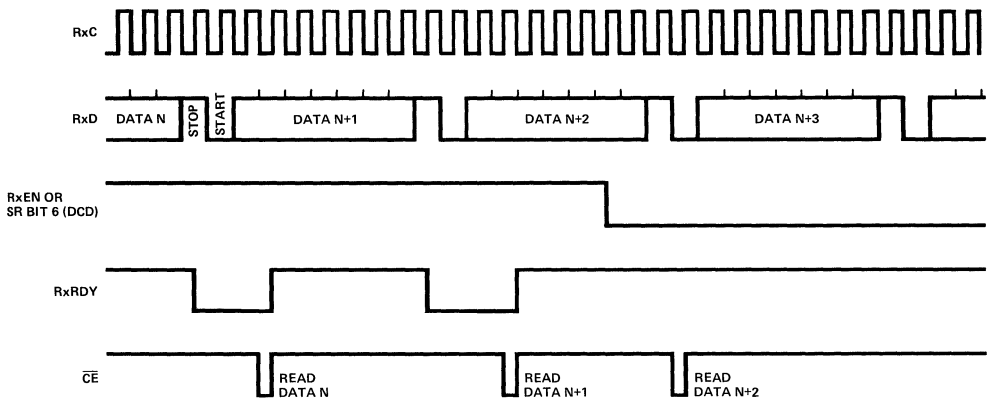 RxC
RxD
DATA N
STOP
START
DATA N+1
DATA N+2
DATA N+3
RxEN OR
SR BIT 6 (DCD)
RxRDY
CE
READ
DATA N
READ
DATA N+1
READ
DATA N+2